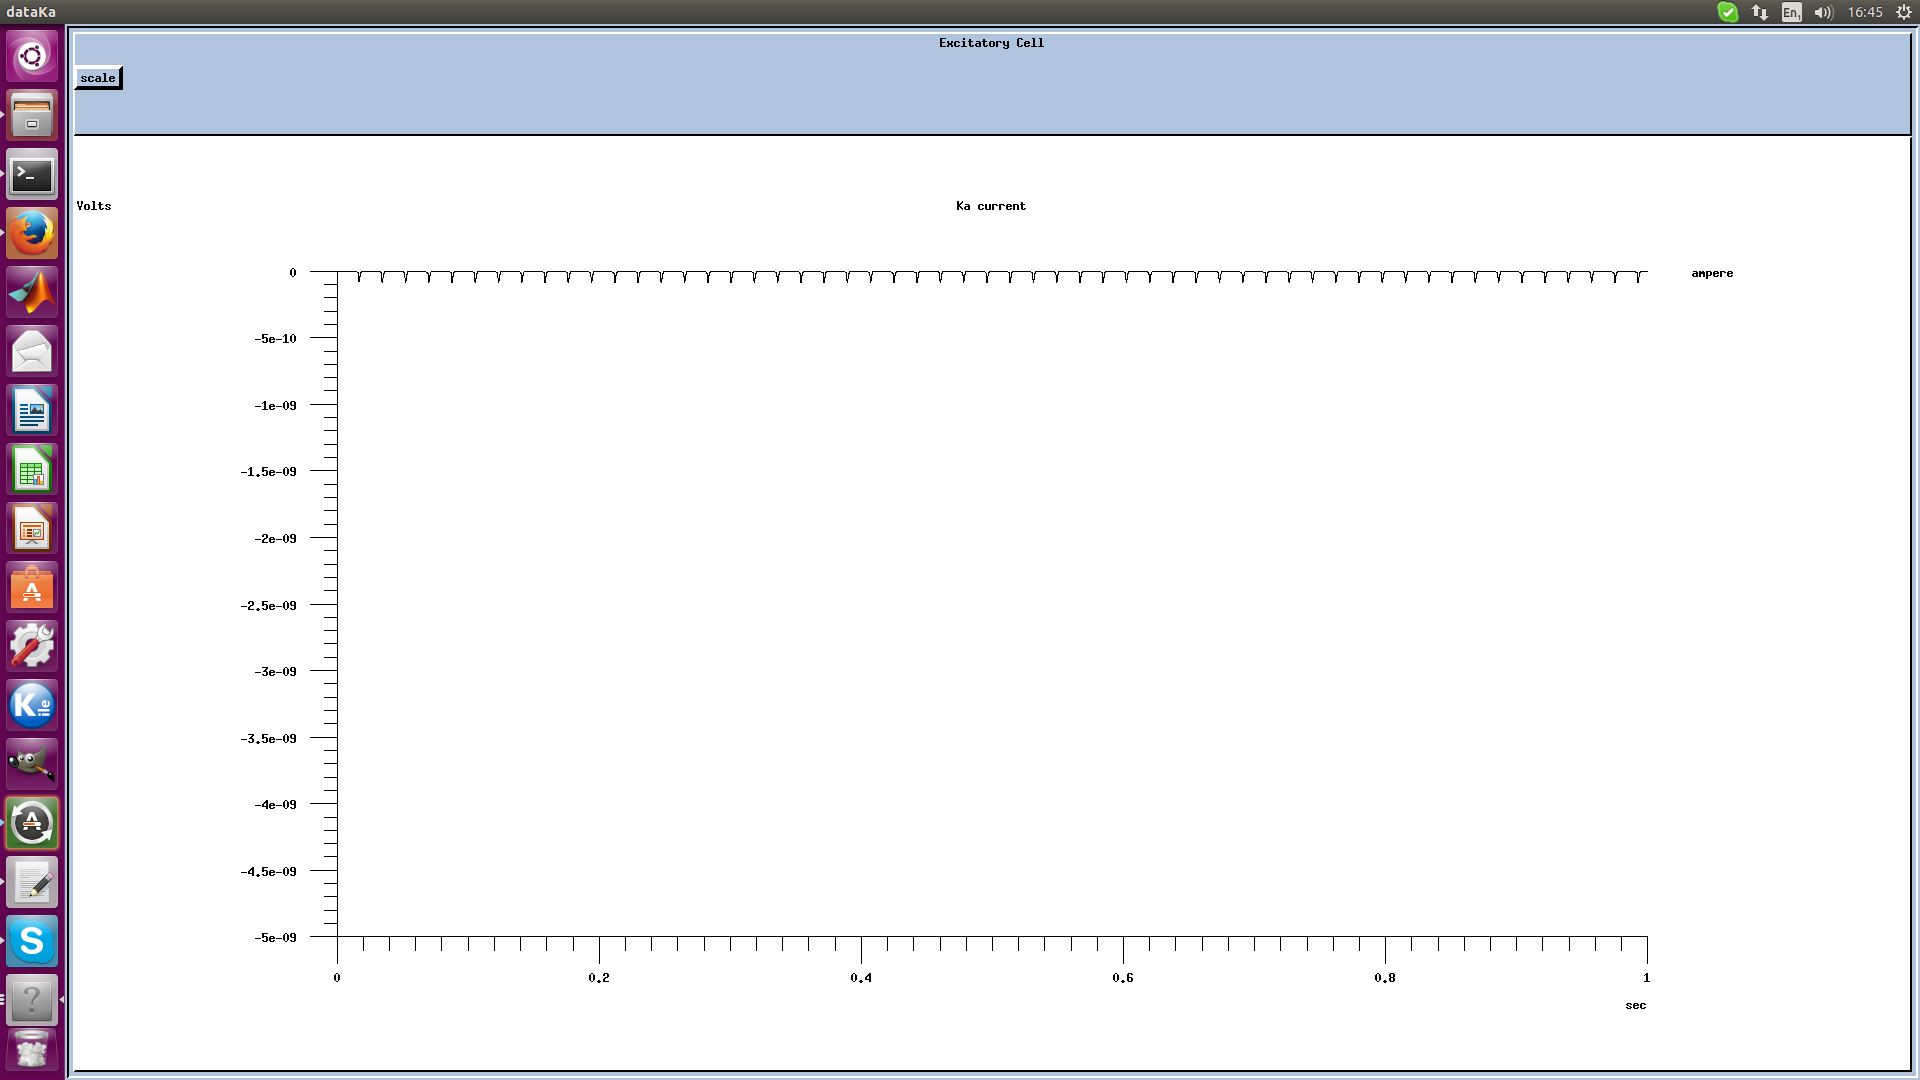 dataKa
En1
16:45
Excitatory Cell
scale
Volts
Ka current
0
ampere
-5e-10
-1e-09
-1.5e-09
-2e-09
-2.5e-09
-3e-09
-3.5e-09
-4e-09
-4.5e-09
-5e-09
0 0.2 0.4 0.6 0.8 1
sec
K ile
S
?